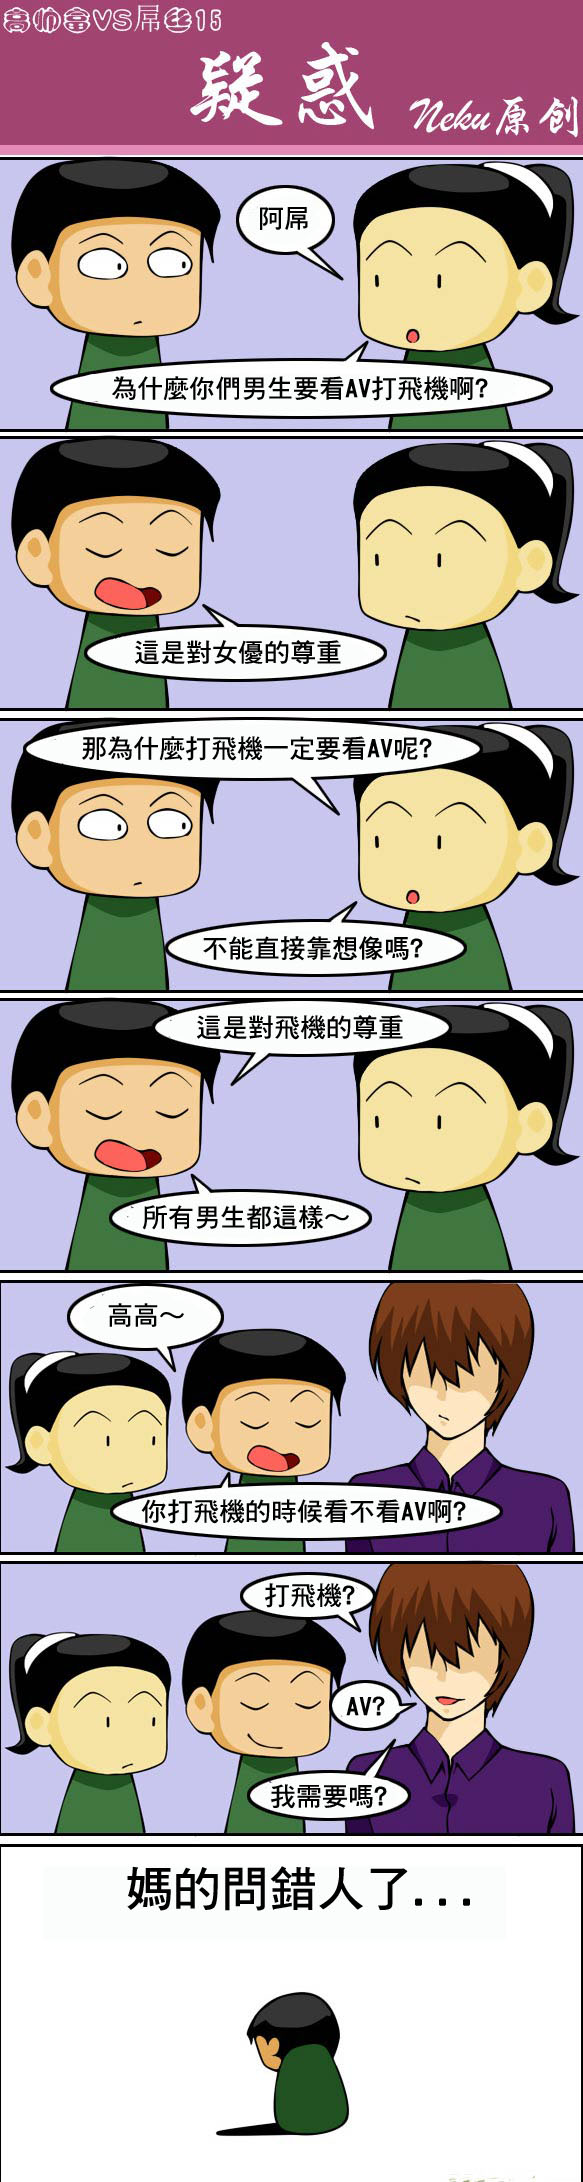 高帅富VS屌丝15
疑惑
Neku原创
阿屌
為什麼你們男生要看AV打飛機啊?
這是對女優的尊重
那為什麼打飛機一定要看AV呢?
不能直接靠想像嗎?
這是對飛機的尊重
所有男生都這樣～
高高～
你打飛機的時候看不看AV啊?
打飛機?
AV?
我需要嗎?
媽的問錯人了...